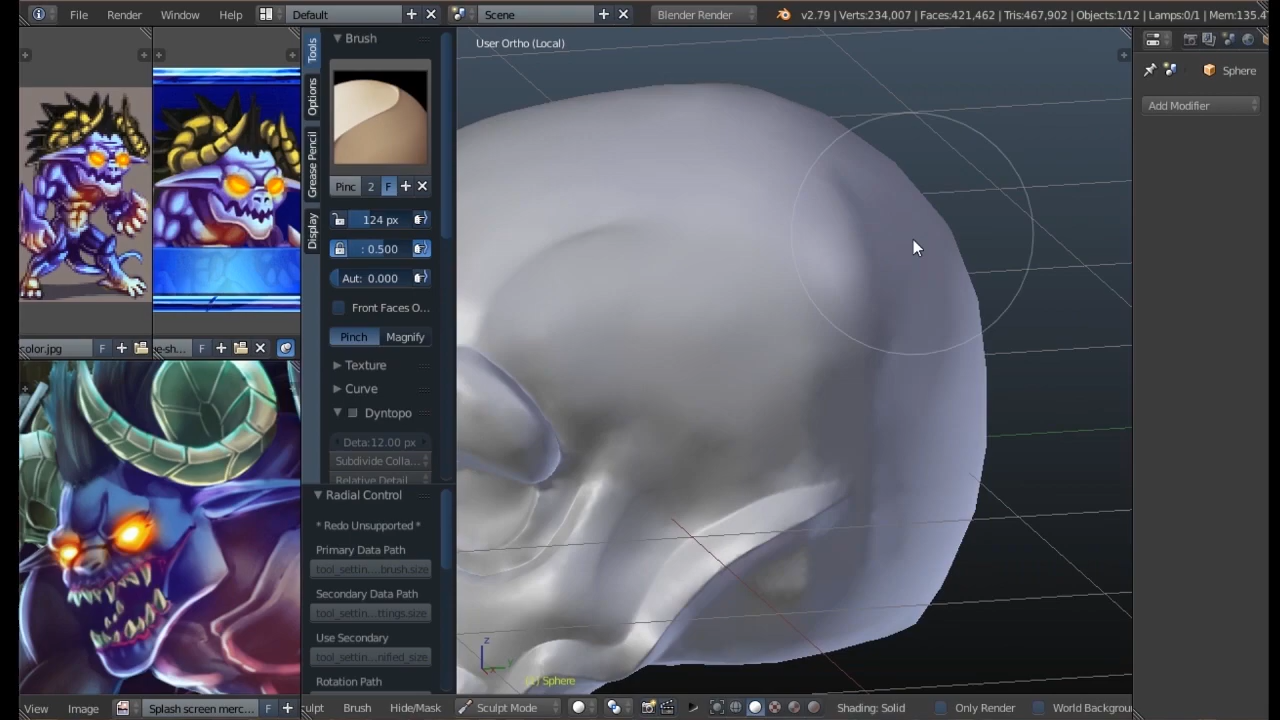 File Render Window Help Default Scene Blender Render v2.79 | Verts:234,007 | Faces:421,462 | Tris:467,902 | Objects:1/12 | Lamps:0/1 | Mem:135.4
Tools
Options
Grease Pencil
Display
Brush
Pinc 2 F
124 px
: 0.500
Aut: 0.000
Front Faces O...
Pinch Magnify
Texture
Curve
Dyntopo
Deta:12.00 px
Subdivide Colla...
Relative Detail
Radial Control
* Redo Unsupported *
Primary Data Path
tool_settin....brush.size
Secondary Data Path
tool_settin...ttings.size
Use Secondary
tool_settin...nified_size
Rotation Path
User Ortho (Local)
z
(1) Sphere
Sphere
Add Modifier
color.jpg F
ge-sh... F
View Image Splash screen merc... F
ulpt Brush Hide/Mask Sculpt Mode Shading: Solid Only Render World Backgrou